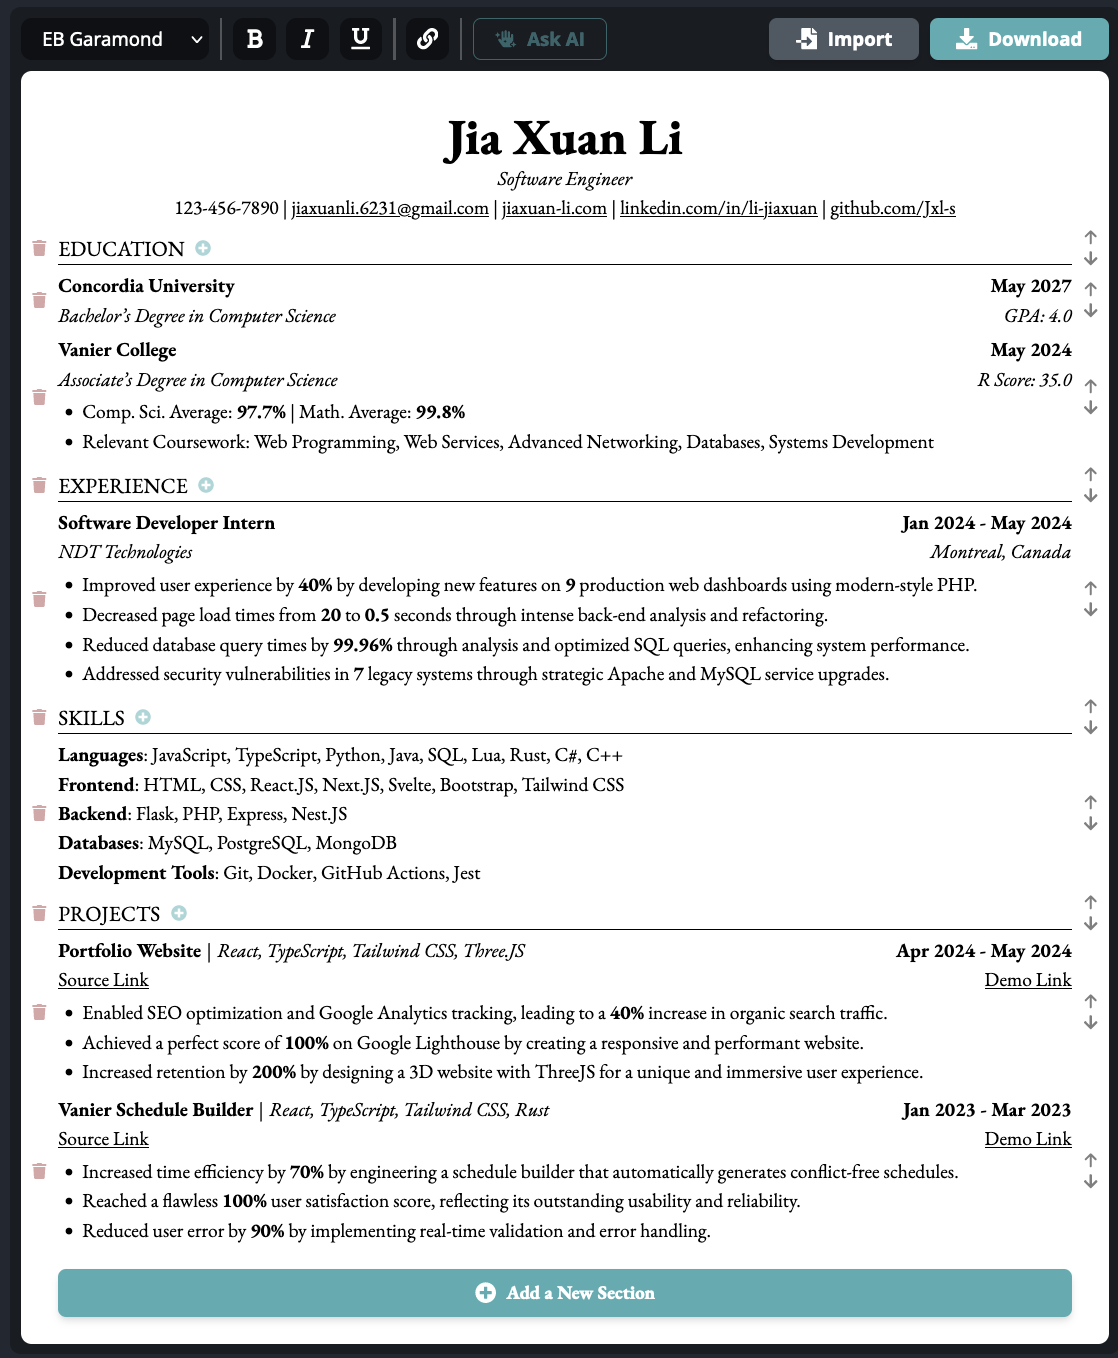 EB Garamond B I U Ask AI Import Download
Jia Xuan Li
Software Engineer
123-456-7890 | jiaxuanli.6231@gmail.com | jiaxuan-li.com | linkedin.com/in/li-jiaxuan | github.com/Jxl-s
EDUCATION
Concordia University May 2027
Bachelor’s Degree in Computer Science GPA: 4.0
Vanier College May 2024
Associate’s Degree in Computer Science R Score: 35.0
• Comp. Sci. Average: 97.7% | Math. Average: 99.8%
• Relevant Coursework: Web Programming, Web Services, Advanced Networking, Databases, Systems Development
EXPERIENCE
Software Developer Intern Jan 2024 - May 2024
NDT Technologies Montreal, Canada
• Improved user experience by 40% by developing new features on 9 production web dashboards using modern-style PHP.
• Decreased page load times from 20 to 0.5 seconds through intense back-end analysis and refactoring.
• Reduced database query times by 99.96% through analysis and optimized SQL queries, enhancing system performance.
• Addressed security vulnerabilities in 7 legacy systems through strategic Apache and MySQL service upgrades.
SKILLS
Languages: JavaScript, TypeScript, Python, Java, SQL, Lua, Rust, C#, C++
Frontend: HTML, CSS, React.JS, Next.JS, Svelte, Bootstrap, Tailwind CSS
Backend: Flask, PHP, Express, Nest.JS
Databases: MySQL, PostgreSQL, MongoDB
Development Tools: Git, Docker, GitHub Actions, Jest
PROJECTS
Portfolio Website | React, TypeScript, Tailwind CSS, Three.JS Apr 2024 - May 2024
Source Link Demo Link
• Enabled SEO optimization and Google Analytics tracking, leading to a 40% increase in organic search traffic.
• Achieved a perfect score of 100% on Google Lighthouse by creating a responsive and performant website.
• Increased retention by 200% by designing a 3D website with ThreeJS for a unique and immersive user experience.
Vanier Schedule Builder | React, TypeScript, Tailwind CSS, Rust Jan 2023 - Mar 2023
Source Link Demo Link
• Increased time efficiency by 70% by engineering a schedule builder that automatically generates conflict-free schedules.
• Reached a flawless 100% user satisfaction score, reflecting its outstanding usability and reliability.
• Reduced user error by 90% by implementing real-time validation and error handling.
Add a New Section